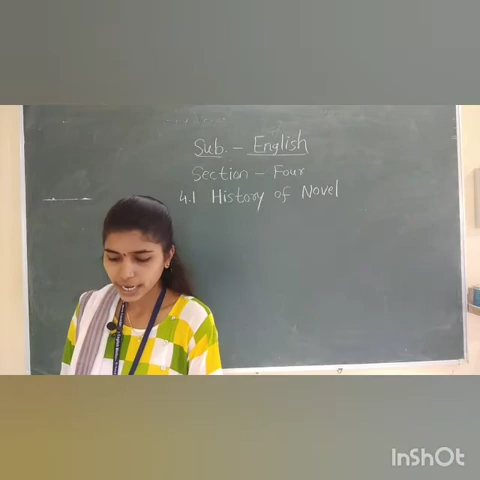 Sub. - English
Section - Four
4.1 History of Novel
INSHOT